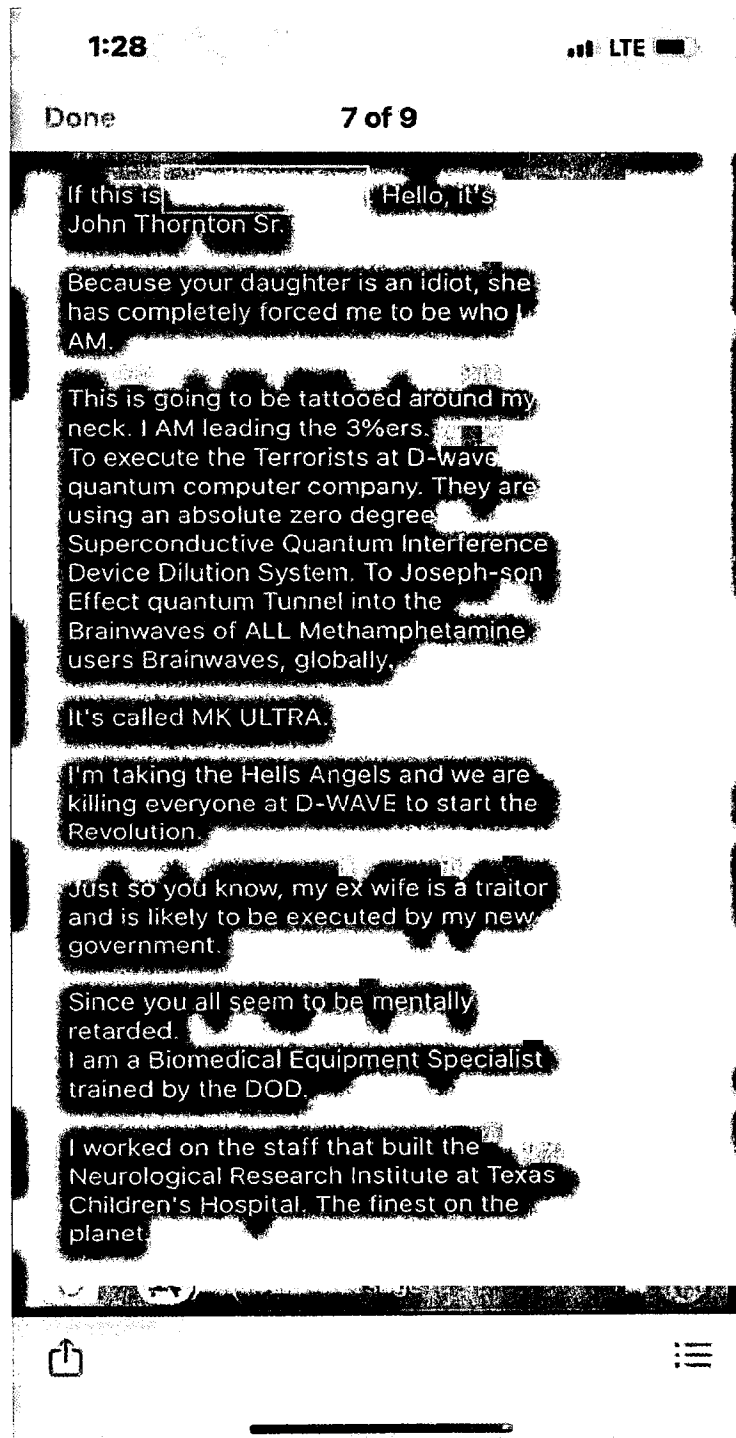 1:28
LTE
Done
7 of 9
If this is Hello, it's
John Thornton Sr.
Because your daughter is an idiot, she
has completely forced me to be who I
AM.
This is going to be tattooed around my
neck. I AM leading the 3%ers.
To execute the Terrorists at D-wave
quantum computer company. They are
using an absolute zero degree
Superconductive Quantum Interference
Device Dilution System. To Joseph-son
Effect quantum Tunnel into the
Brainwaves of ALL Methamphetamine
users Brainwaves, globally.
It's called MK ULTRA.
I'm taking the Hells Angels and we are
killing everyone at D-WAVE to start the
Revolution.
Just so you know, my ex wife is a traitor
and is likely to be executed by my new
government.
Since you all seem to be mentally
retarded.
I am a Biomedical Equipment Specialist
trained by the DOD.
I worked on the staff that built the
Neurological Research Institute at Texas
Children's Hospital. The finest on the
planet.